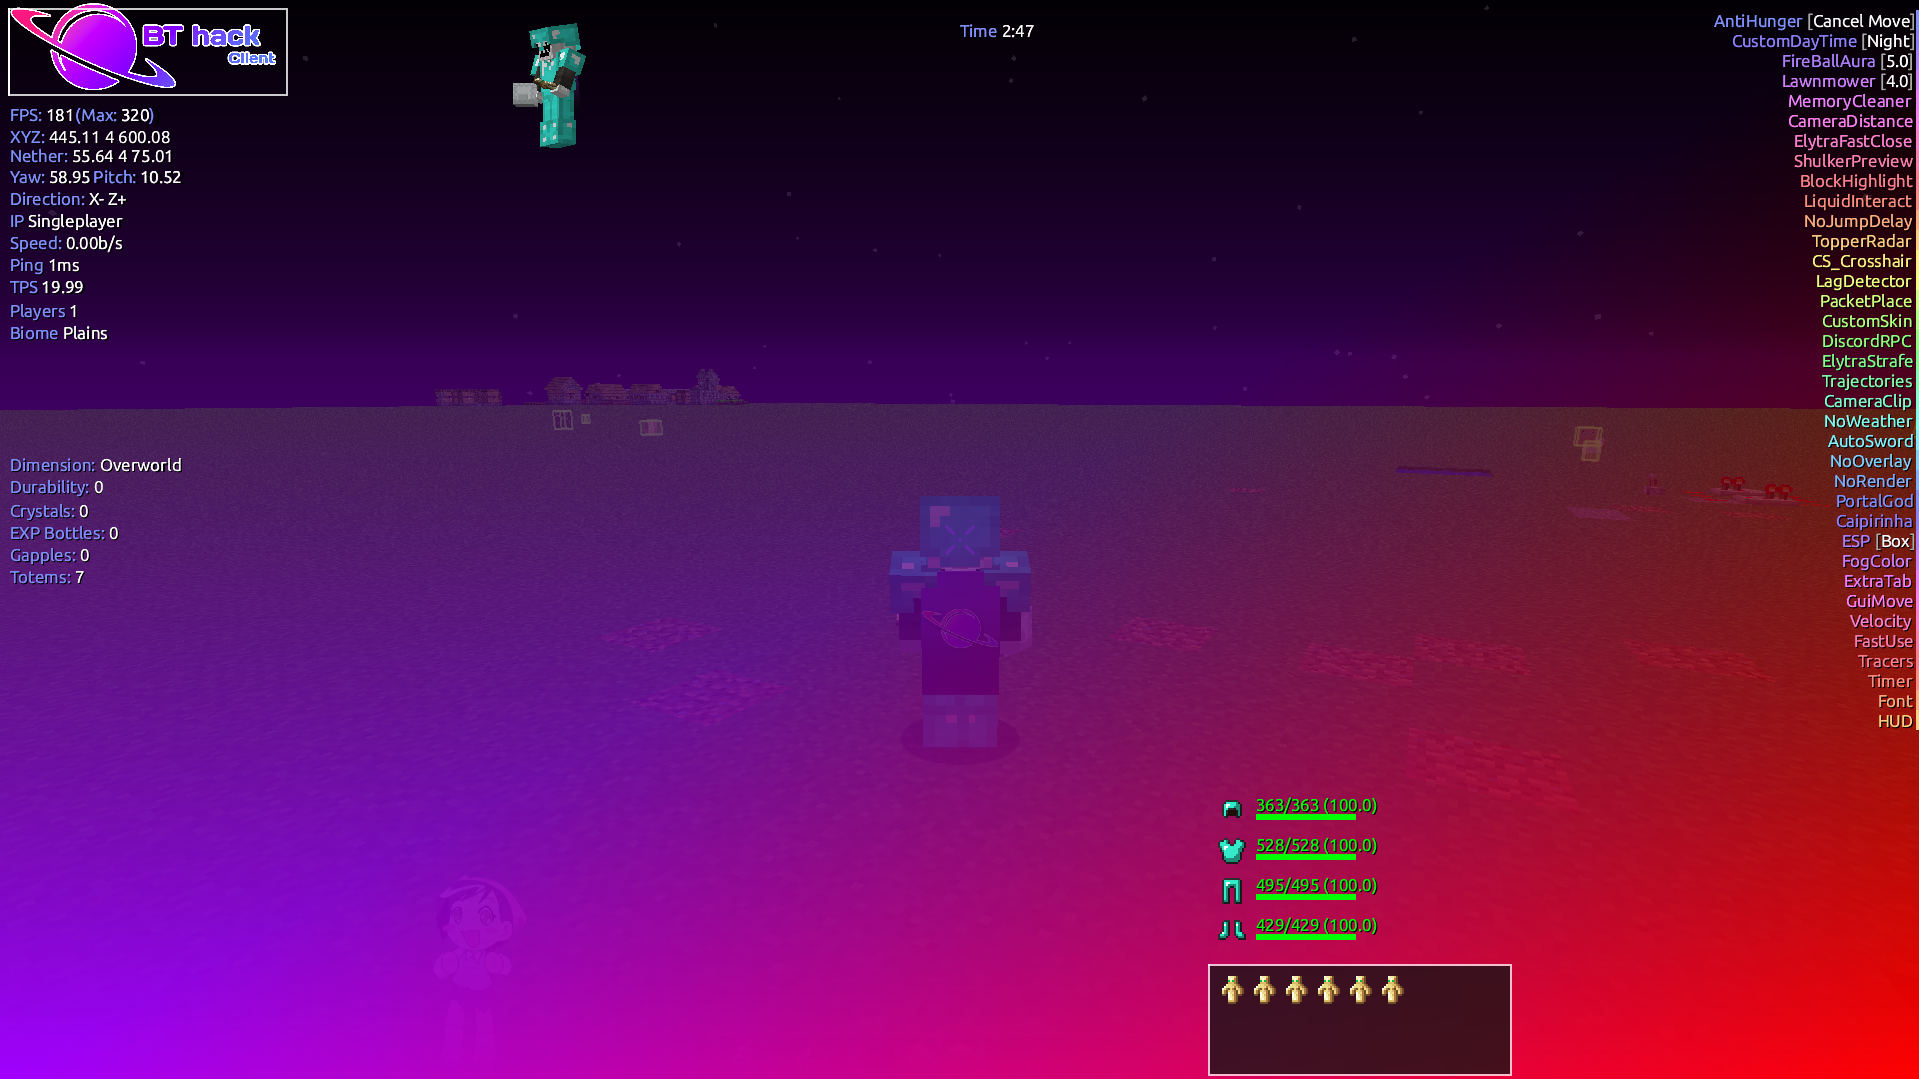 BT hack
Client
FPS: 181(Max: 320)
XYZ: 445.11 4 600.08
Nether: 55.64 4 75.01
Yaw: 58.95 Pitch: 10.52
Direction: X- Z+
IP Singleplayer
Speed: 0.00b/s
Ping 1ms
TPS 19.99
Players 1
Biome Plains
Dimension: Overworld
Durability: 0
Crystals: 0
EXP Bottles: 0
Gapples: 0
Totems: 7
Time 2:47
AntiHunger [Cancel Move]
CustomDayTime [Night]
FireBallAura [5.0]
Lawnmower [4.0]
MemoryCleaner
CameraDistance
ElytraFastClose
ShulkerPreview
BlockHighlight
LiquidInteract
NoJumpDelay
TopperRadar
CS_Crosshair
LagDetector
PacketPlace
CustomSkin
DiscordRPC
ElytraStrafe
Trajectories
CameraClip
NoWeather
AutoSword
NoOverlay
NoRender
PortalGod
Caipirinha
ESP [Box]
FogColor
ExtraTab
GuiMove
Velocity
FastUse
Tracers
Timer
Font
HUD
363/363 (100.0)
528/528 (100.0)
495/495 (100.0)
429/429 (100.0)